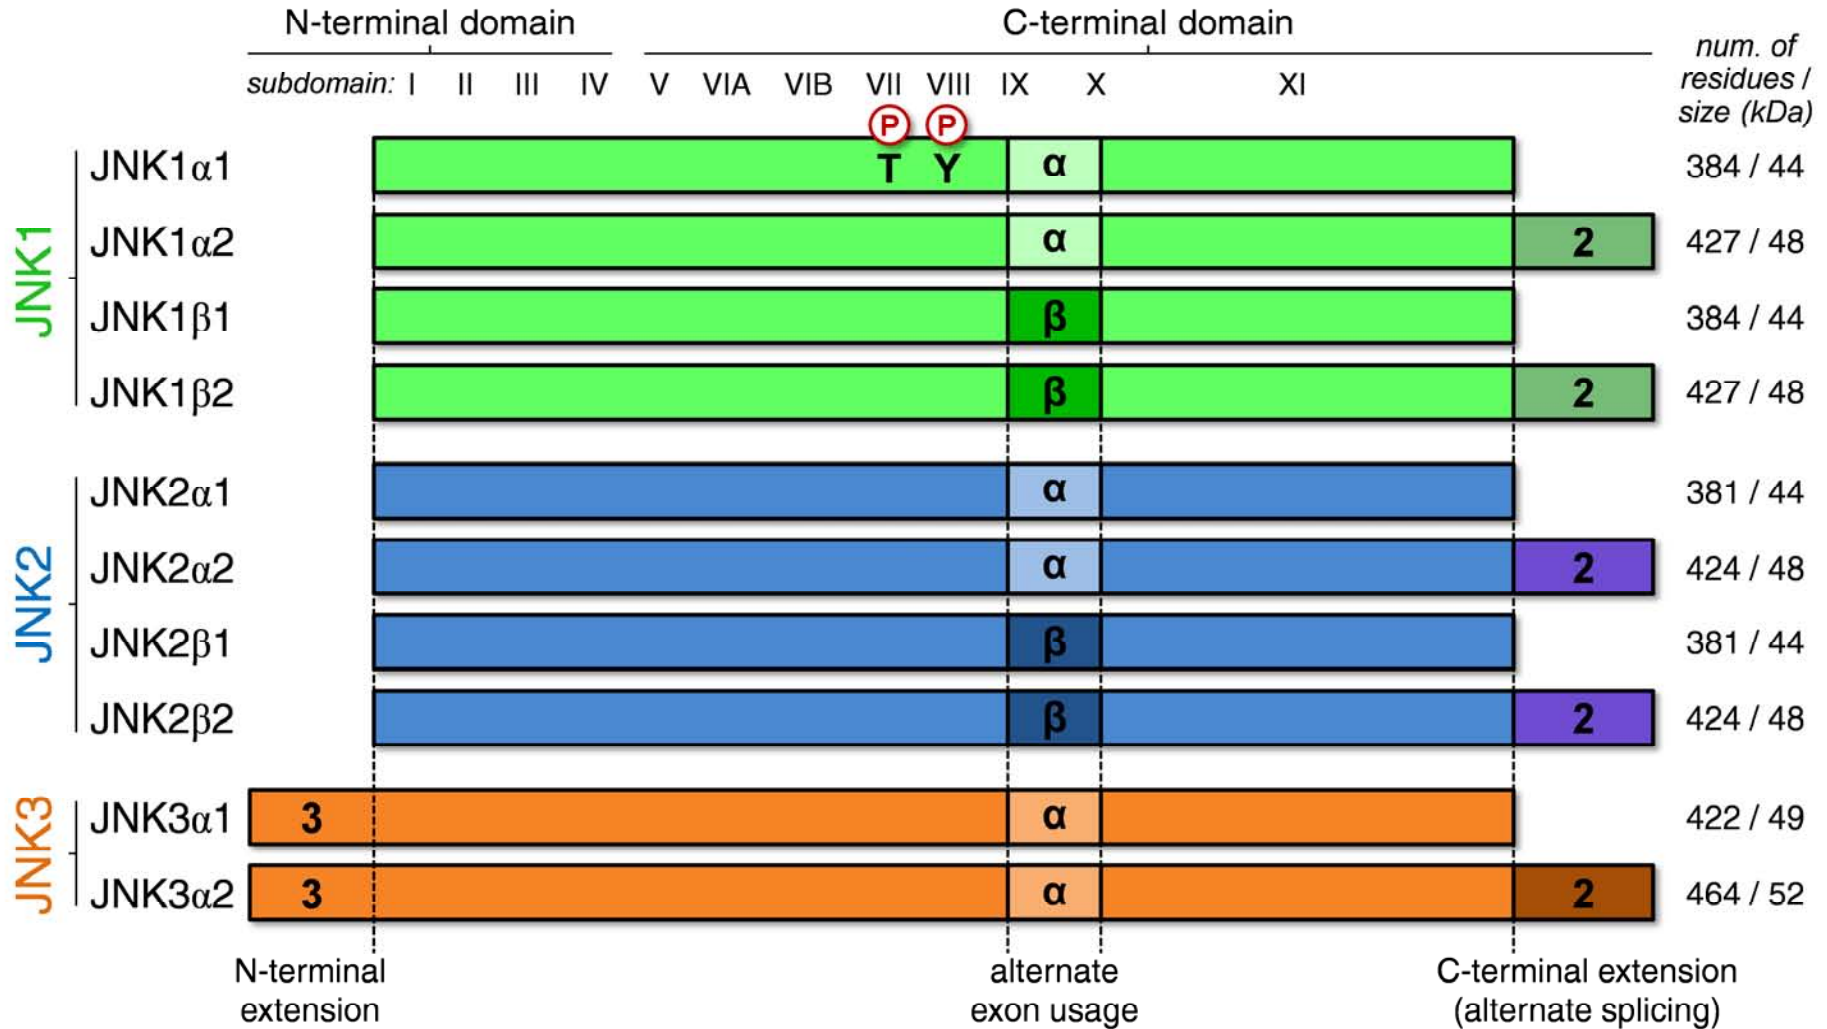 N-terminal domain C-terminal domain
num. of
residues /
size (kDa)
subdomain: I II III IV V VIA VIB VII VIII IX X XI
P P
JNK1
JNK1α1 T Y α 384 / 44
JNK1α2 α 2 427 / 48
JNK1β1 β 384 / 44
JNK1β2 β 2 427 / 48
JNK2
JNK2α1 α 381 / 44
JNK2α2 α 2 424 / 48
JNK2β1 β 381 / 44
JNK2β2 β 2 424 / 48
JNK3
JNK3α1 3 α 422 / 49
JNK3α2 3 α 2 464 / 52
N-terminal
extension
alternate
exon usage
C-terminal extension
(alternate splicing)